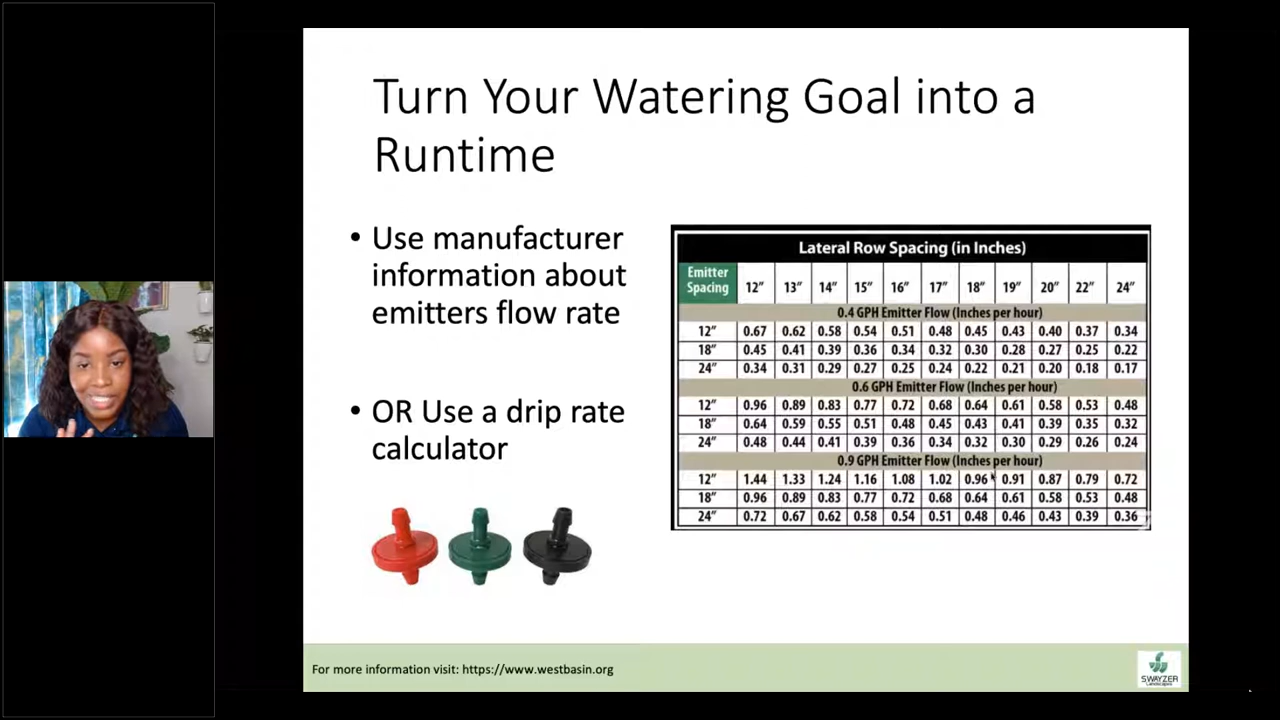 Turn Your Watering Goal into a
Runtime
• Use manufacturer
information about
emitters flow rate
• OR Use a drip rate
calculator
Lateral Row Spacing (in Inches)
Emitter
Spacing
12” 13” 14” 15” 16” 17” 18” 19” 20” 22” 24”
0.4 GPH Emitter Flow (Inches per hour)
12” 0.67 0.62 0.58 0.54 0.51 0.48 0.45 0.43 0.40 0.37 0.34
18” 0.45 0.41 0.39 0.36 0.34 0.32 0.30 0.28 0.27 0.25 0.22
24” 0.34 0.31 0.29 0.27 0.25 0.24 0.22 0.21 0.20 0.18 0.17
0.6 GPH Emitter Flow (Inches per hour)
12” 0.96 0.89 0.83 0.77 0.72 0.68 0.64 0.61 0.58 0.53 0.48
18” 0.64 0.59 0.55 0.51 0.48 0.45 0.43 0.41 0.39 0.35 0.32
24” 0.48 0.44 0.41 0.39 0.36 0.34 0.32 0.30 0.29 0.26 0.24
0.9 GPH Emitter Flow (Inches per hour)
12” 1.44 1.33 1.24 1.16 1.08 1.02 0.96 0.91 0.87 0.79 0.72
18” 0.96 0.89 0.83 0.77 0.72 0.68 0.64 0.61 0.58 0.53 0.48
24” 0.72 0.67 0.62 0.58 0.54 0.51 0.48 0.46 0.43 0.39 0.36
For more information visit: https://www.westbasin.org
SWAYZER
Landscapes